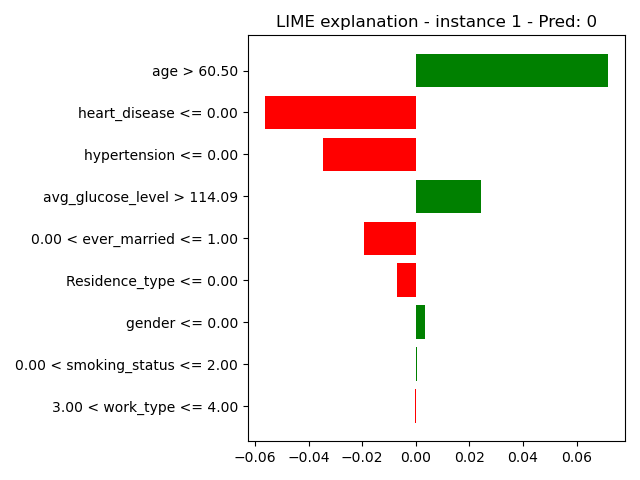 LIME explanation - instance 1 - Pred: 0
age > 60.50
heart_disease <= 0.00
hypertension <= 0.00
avg_glucose_level > 114.09
0.00 < ever_married <= 1.00
Residence_type <= 0.00
gender <= 0.00
0.00 < smoking_status <= 2.00
3.00 < work_type <= 4.00
−0.06 −0.04 −0.02 0.00 0.02 0.04 0.06